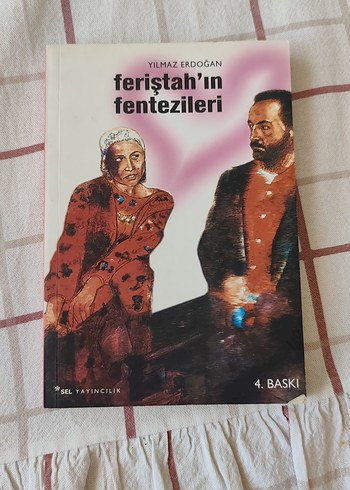 YILMAZ ERDOĞAN
feriştah'ın
fentezileri
4. BASKI
*SEL YAYINCILIK